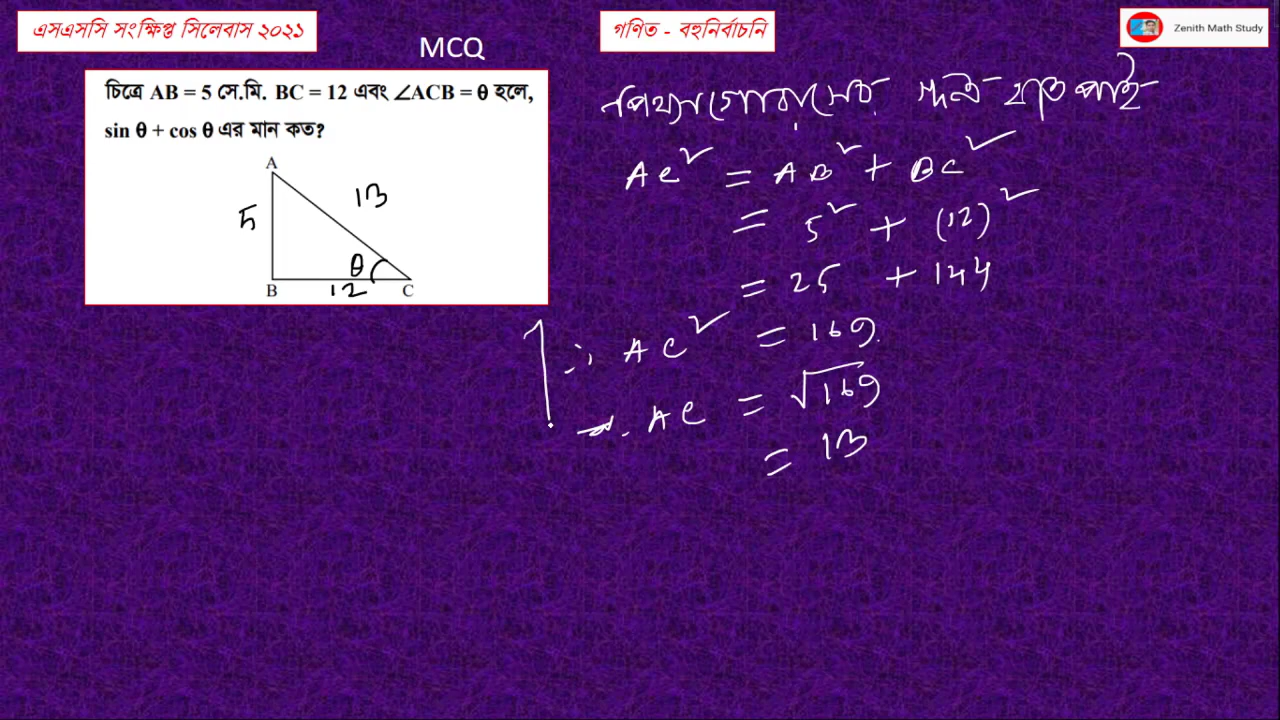 এসএসসি সংক্ষিপ্ত সিলেবাস ২০২১
গণিত - বহুনির্বাচনি
Zenith Math Study
MCQ
চিত্রে AB = 5 সে.মি. BC = 12 এবং ∠ACB = θ হলে,
sin θ + cos θ এর মান কত?
A
13
5
θ
B
12
C
পিথাগোরাসের সূত্র হতে পাই
AC² = AB² + BC²
= 5² + (12)²
= 25 + 144
∴ AC² = 169
AC = √169
= 13